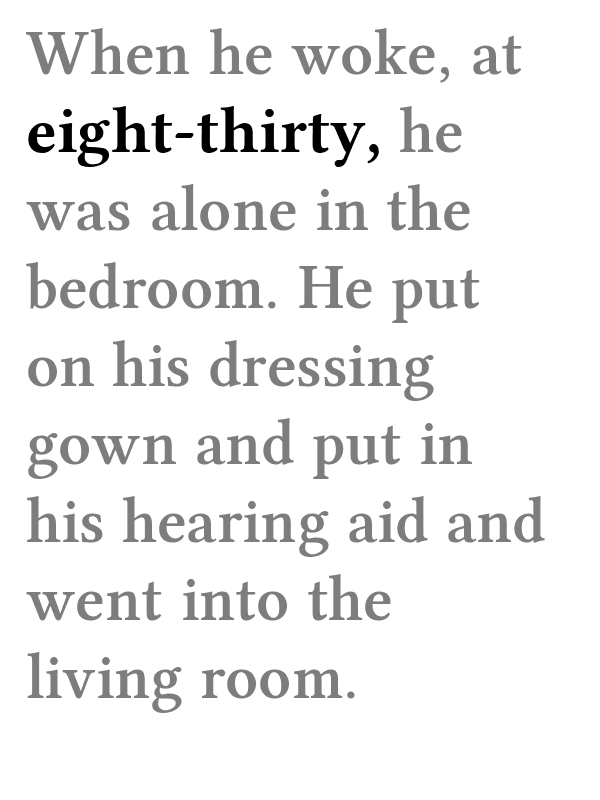 When he woke, at
eight-thirty, he
was alone in the
bedroom. He put
on his dressing
gown and put in
his hearing aid and
went into the
living room.